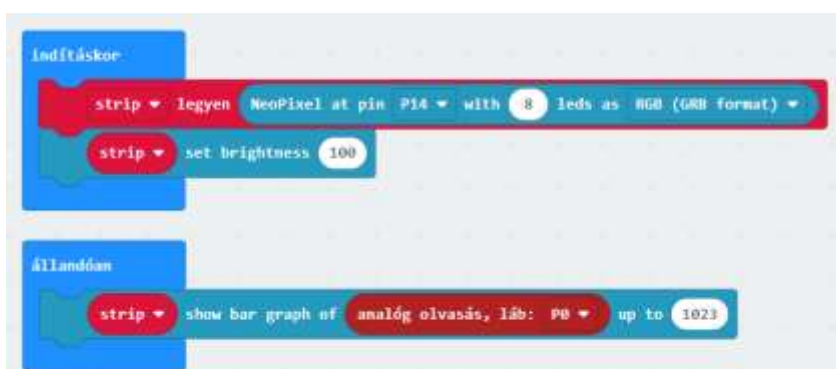 indításkor
strip legyen NeoPixel at pin P14 with 8 leds as RGB (GRB format)
strip set brightness 100
állandóan
strip show bar graph of analóg olvasás, láb: P0 up to 1023